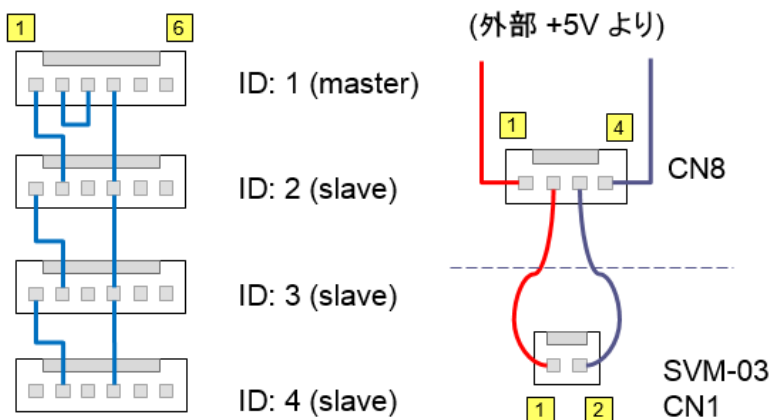 1
6
ID: 1 (master)
ID: 2 (slave)
ID: 3 (slave)
ID: 4 (slave)
(外部 +5V より)
1
4
CN8
SVM-03
CN1
1
2